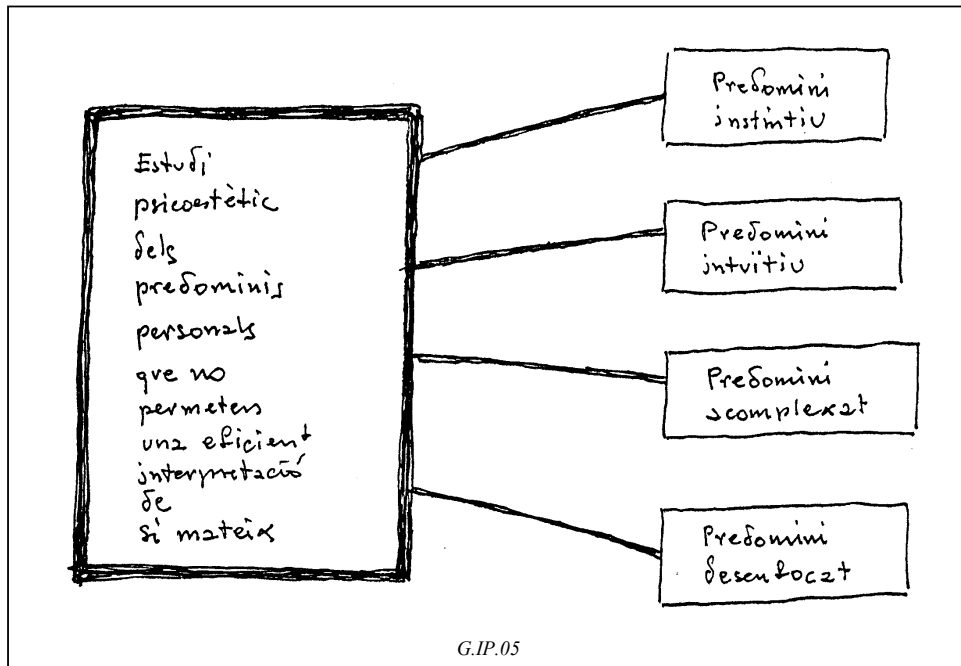 Estudi
psicoestètic
dels
predominis
personals
que no
permeten
una eficient
interpretació
de
si mateix
Predomini
instintiu
Predomini
intuïtiu
Predomini
acomplexat
Predomini
desenfocat
G.IP.05